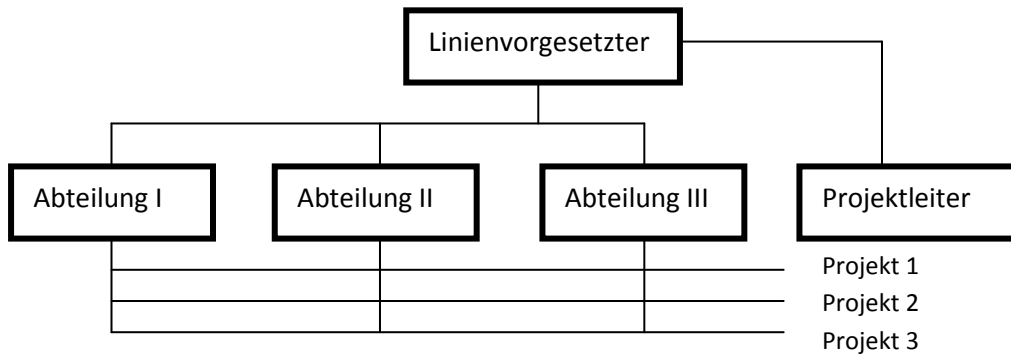 Linienvorgesetzter
Abteilung I
Abteilung II
Abteilung III
Projektleiter
Projekt 1
Projekt 2
Projekt 3